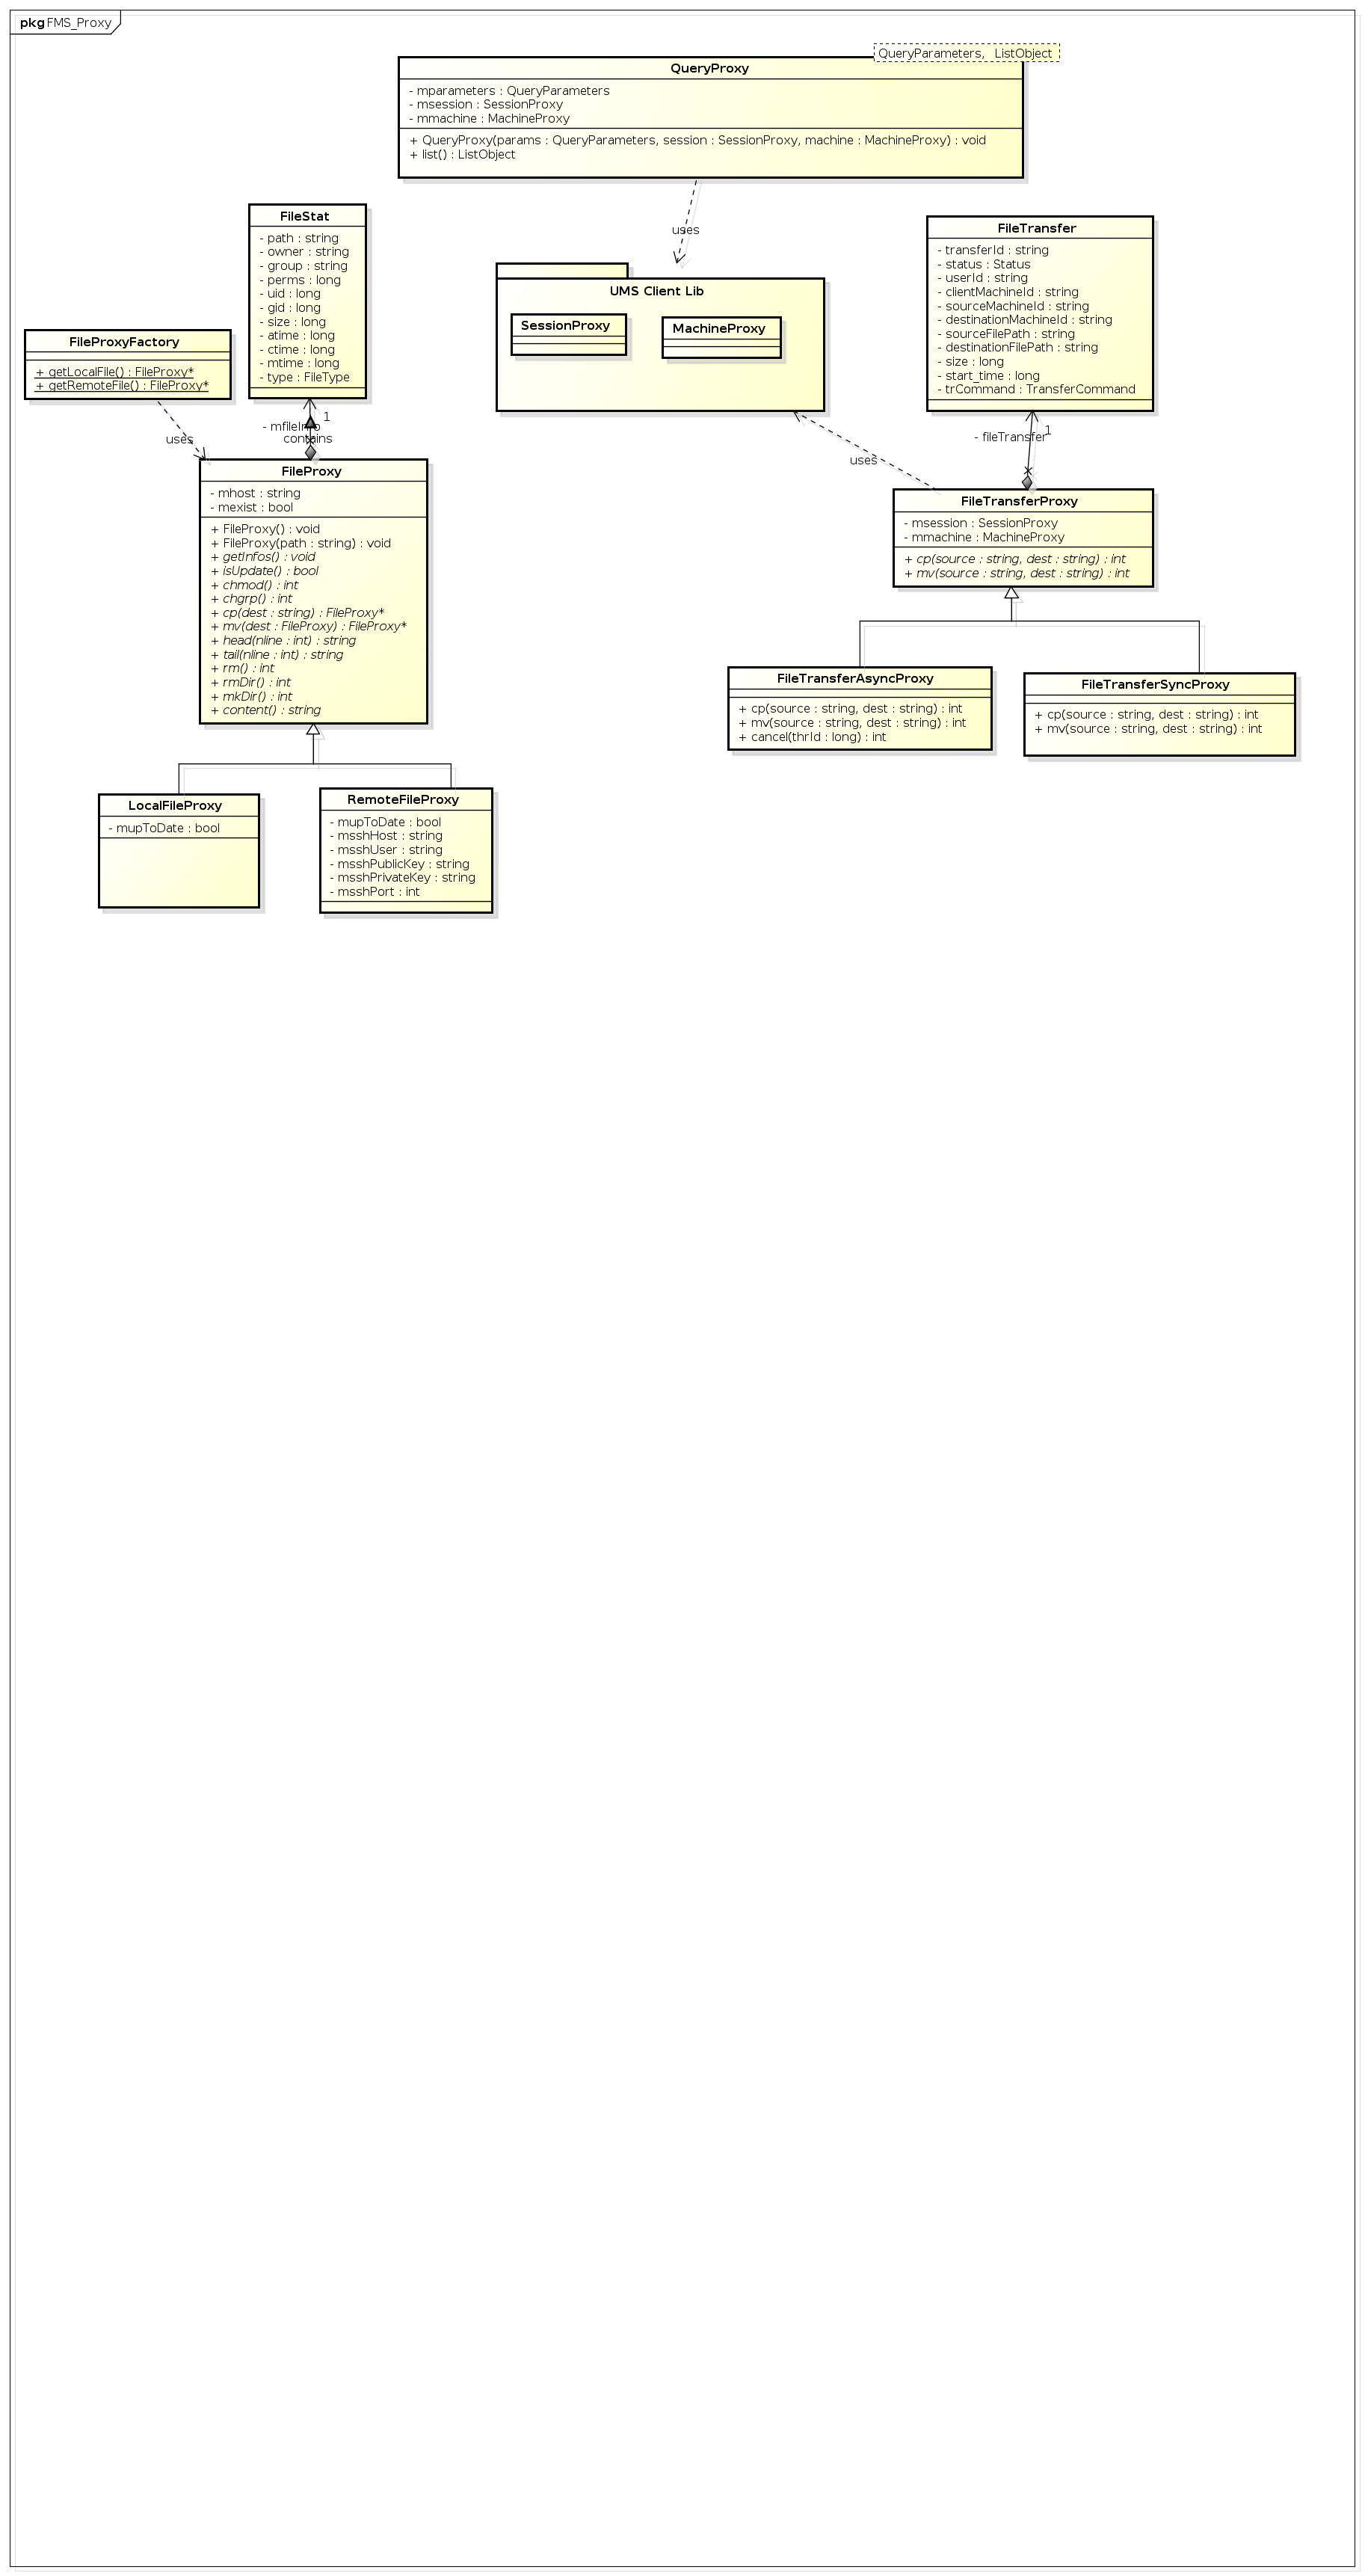 pkg FMS_Proxy
QueryParameters, ListObject
QueryProxy
- mparameters : QueryParameters
- msession : SessionProxy
- mmachine : MachineProxy
+ QueryProxy(params : QueryParameters, session : SessionProxy, machine : MachineProxy) : void
+ list() : ListObject
uses
FileStat
- path : string
- owner : string
- group : string
- perms : long
- uid : long
- gid : long
- size : long
- atime : long
- ctime : long
- mtime : long
- type : FileType
FileTransfer
- transferId : string
- status : Status
- userId : string
- clientMachineId : string
- sourceMachineId : string
- destinationMachineId : string
- sourceFilePath : string
- destinationFilePath : string
- size : long
- start_time : long
- trCommand : TransferCommand
UMS Client Lib
SessionProxy
MachineProxy
FileProxyFactory
+ getLocalFile() : FileProxy*
+ getRemoteFile() : FileProxy*
uses
1
- mfileInfo
contains
- fileTransfer
1
uses
FileProxy
- mhost : string
- mexist : bool
+ FileProxy() : void
+ FileProxy(path : string) : void
+ getInfos() : void
+ isUpdate() : bool
+ chmod() : int
+ chgrp() : int
+ cp(dest : string) : FileProxy*
+ mv(dest : FileProxy) : FileProxy*
+ head(nline : int) : string
+ tail(nline : int) : string
+ rm() : int
+ rmDir() : int
+ mkDir() : int
+ content() : string
FileTransferProxy
- msession : SessionProxy
- mmachine : MachineProxy
+ cp(source : string, dest : string) : int
+ mv(source : string, dest : string) : int
FileTransferAsyncProxy
+ cp(source : string, dest : string) : int
+ mv(source : string, dest : string) : int
+ cancel(thrId : long) : int
FileTransferSyncProxy
+ cp(source : string, dest : string) : int
+ mv(source : string, dest : string) : int
LocalFileProxy
- mupToDate : bool
RemoteFileProxy
- mupToDate : bool
- msshHost : string
- msshUser : string
- msshPublicKey : string
- msshPrivateKey : string
- msshPort : int